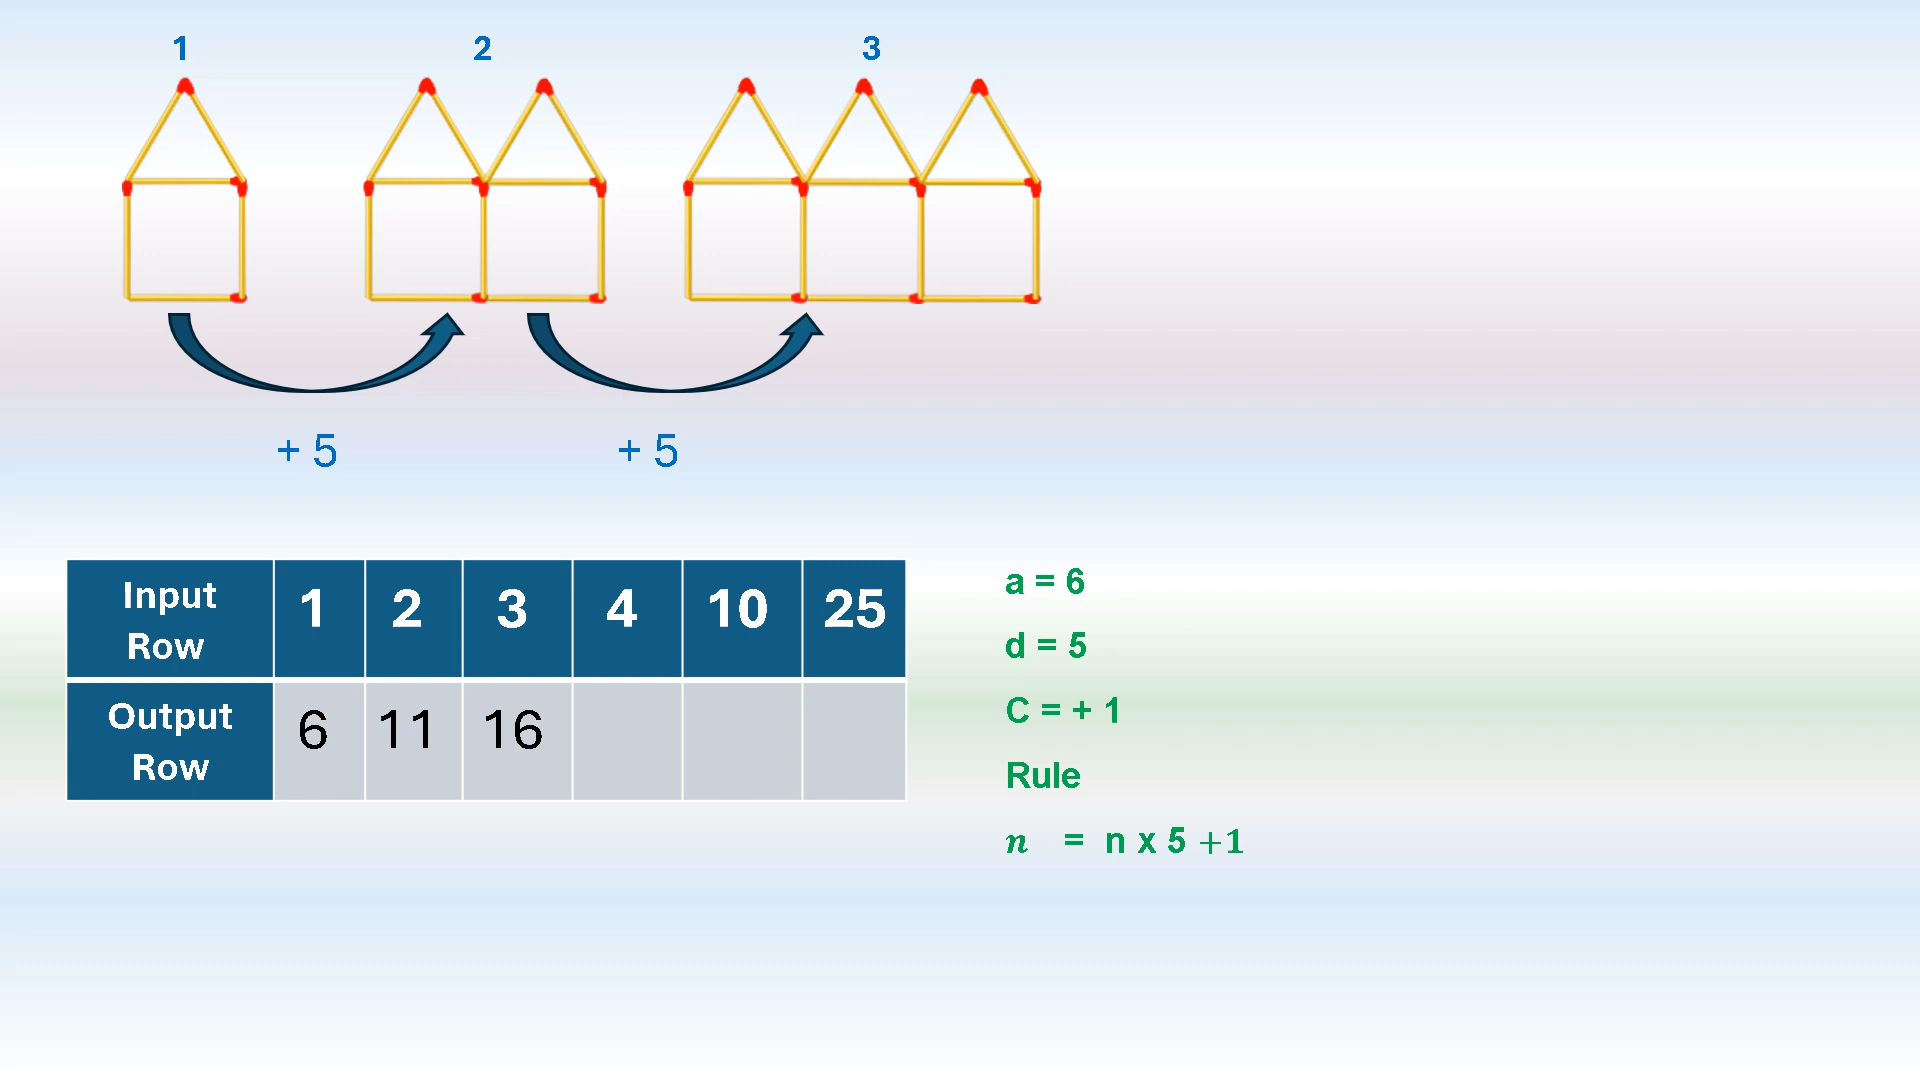 1 2 3
+ 5 + 5
Input Row 1 2 3 4 10 25
Output Row 6 11 16
a = 6
d = 5
C = + 1
Rule
n = n x 5 +1